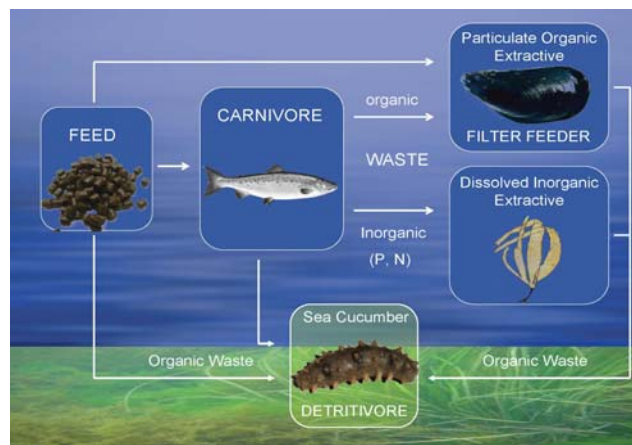 Particulate Organic
Extractive
FILTER FEEDER
FEED
CARNIVORE
organic
WASTE
Inorganic
(P, N)
Dissolved Inorganic
Extractive
Sea Cucumber
DETRITIVORE
Organic Waste
Organic Waste